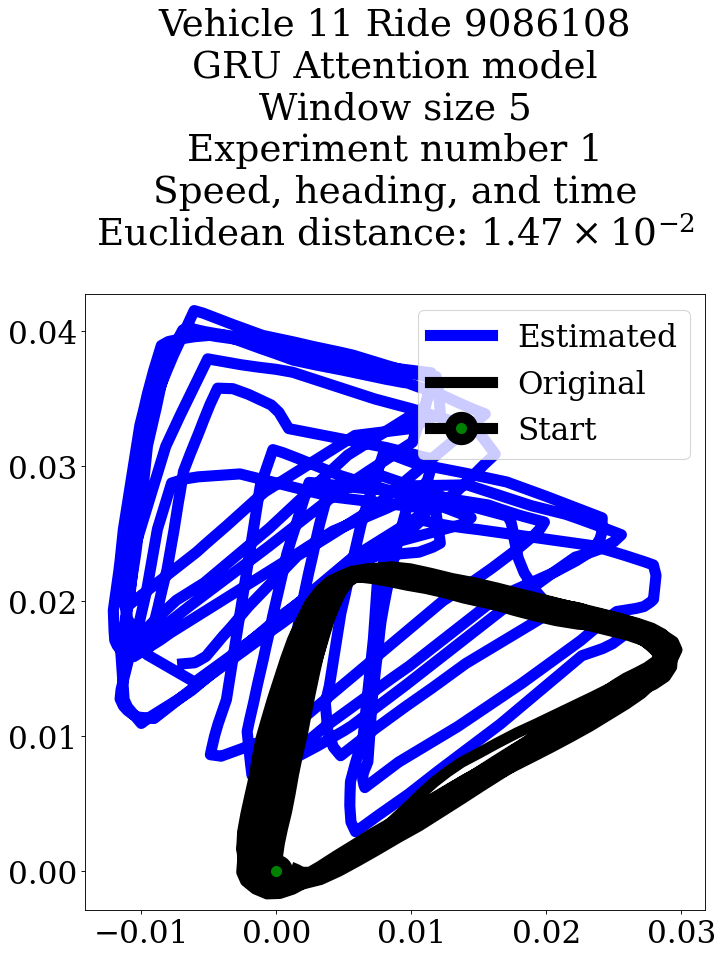 Vehicle 11 Ride 9086108
GRU Attention model
Window size 5
Experiment number 1
Speed, heading, and time
Euclidean distance: 1.47 × 10⁻²
Estimated
Original
Start
0.04
0.03
0.02
0.01
0.00
−0.01 0.00 0.01 0.02 0.03